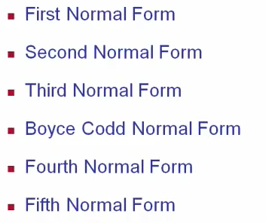 First Normal Form
Second Normal Form
Third Normal Form
Boyce Codd Normal Form
Fourth Normal Form
Fifth Normal Form